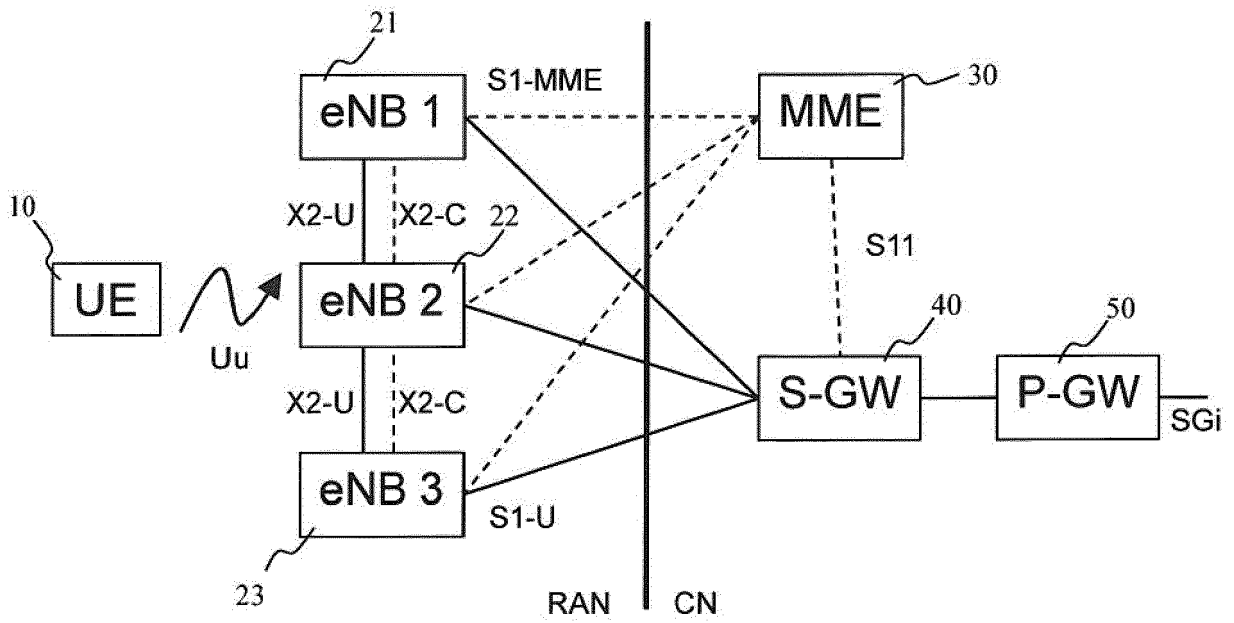 21
eNB 1
S1-MME
MME
30
10
X2-U
X2-C
22
UE
Uu
eNB 2
S11
40
50
X2-U
X2-C
S-GW
P-GW
SGi
eNB 3
S1-U
23
RAN
CN